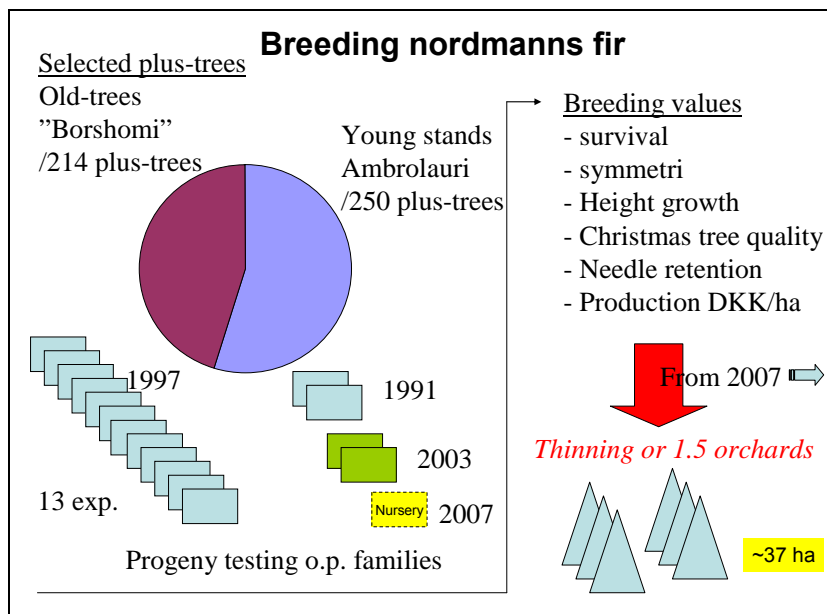 Breeding nordmanns fir
Selected plus-trees
Old-trees
”Borshomi”
/214 plus-trees
Young stands
Ambrolauri
/250 plus-trees
1997
13 exp.
1991
2003
Nursery
2007
Progeny testing o.p. families
Breeding values
- survival
- symmetri
- Height growth
- Christmas tree quality
- Needle retention
- Production DKK/ha
From 2007
Thinning or 1.5 orchards
~37 ha